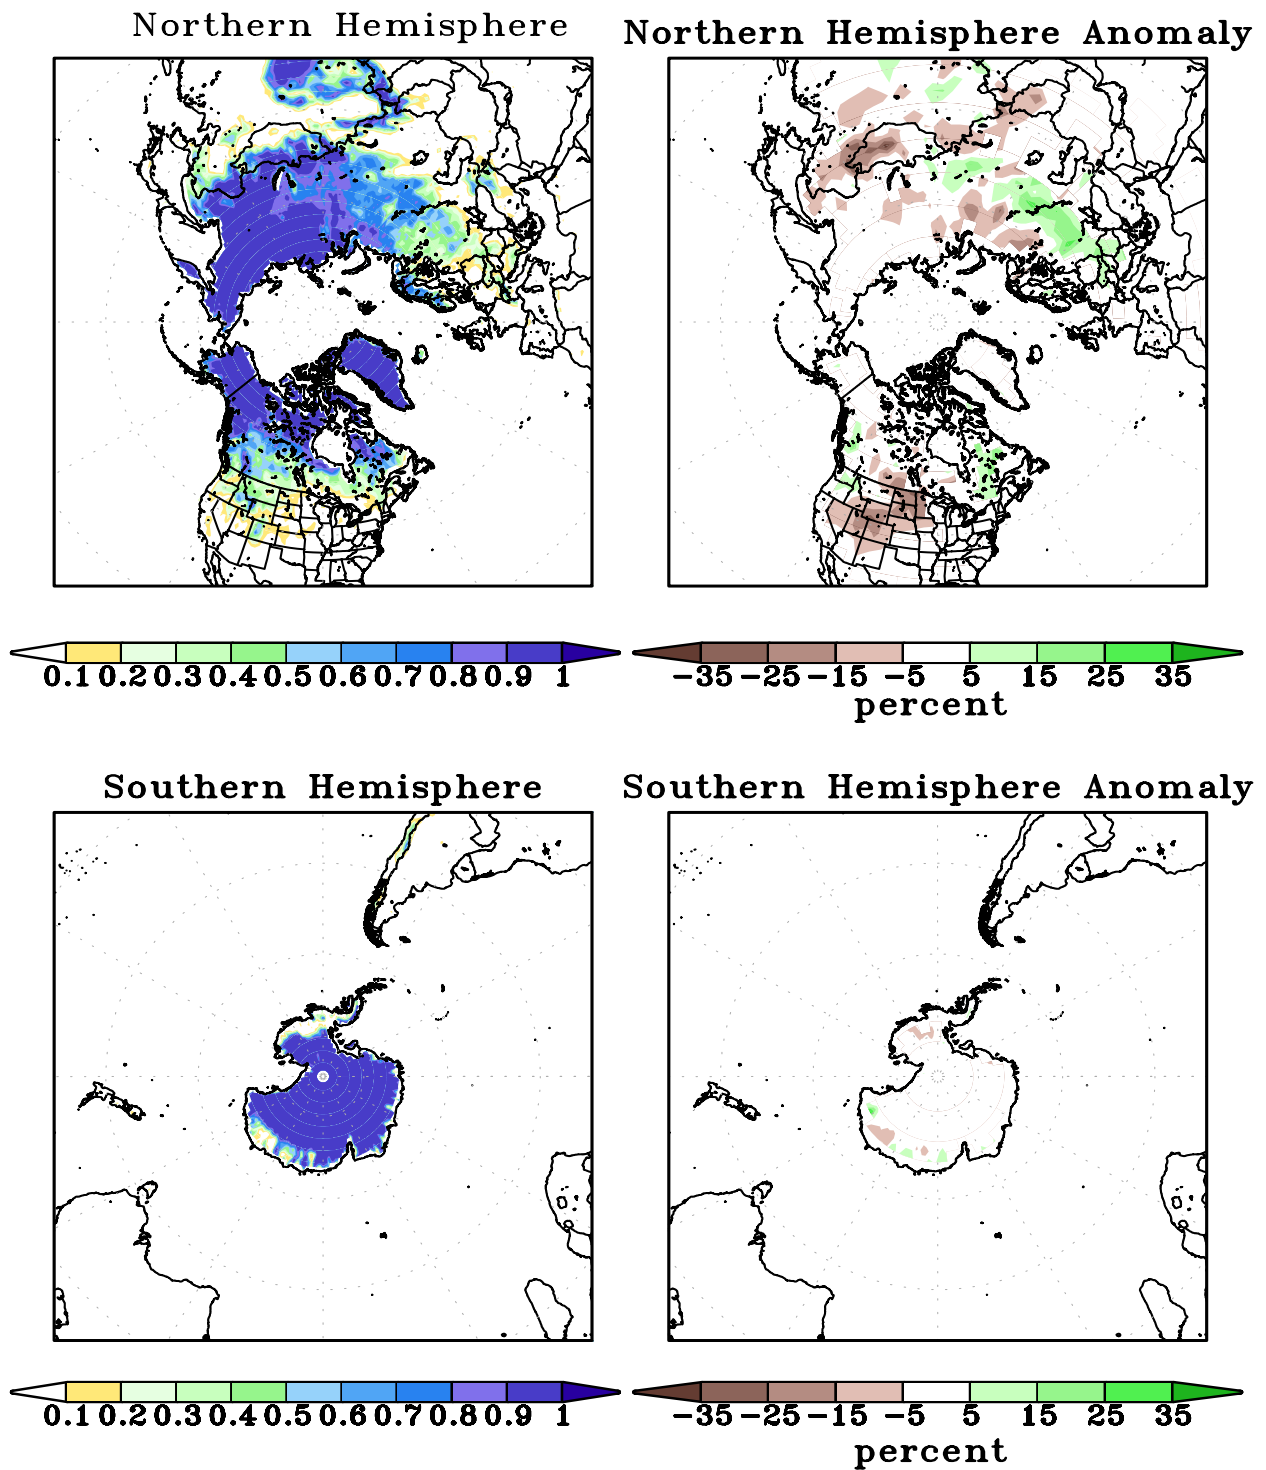 Northern Hemisphere
Northern Hemisphere Anomaly
0.1 0.2 0.3 0.4 0.5 0.6 0.7 0.8 0.9 1
−35 −25 −15 −5 5 15 25 35
percent
Southern Hemisphere
Southern Hemisphere Anomaly
0.1 0.2 0.3 0.4 0.5 0.6 0.7 0.8 0.9 1
−35 −25 −15 −5 5 15 25 35
percent